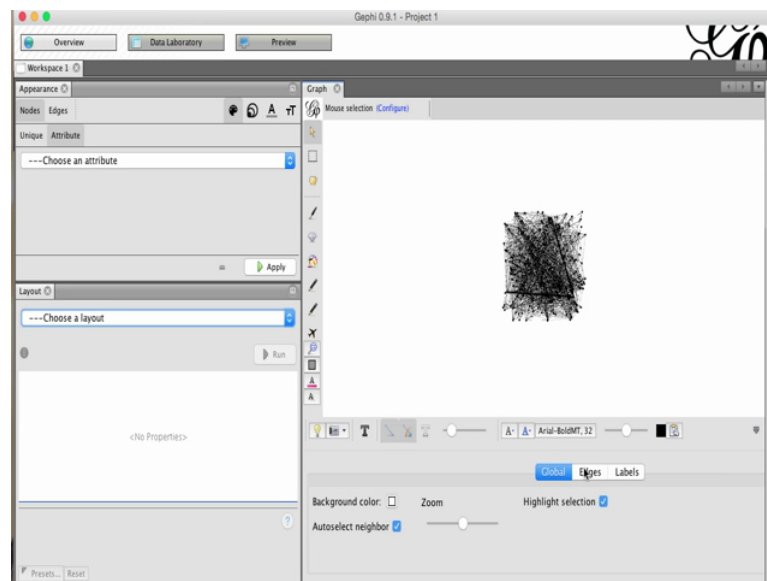 Gephi 0.9.1 - Project 1
Overview
Data Laboratory
Preview
Workspace 1
Appearance
Nodes Edges
A TT
Unique Attribute
---Choose an attribute
Apply
Layout
---Choose a layout
Run
<No Properties>
Presets... Reset
?
Graph
Mouse selection (Configure)
A
A
T
A- A- Arial-BoldMT, 32
Global Edges Labels
Background color: Zoom Highlight selection
Autoselect neighbor